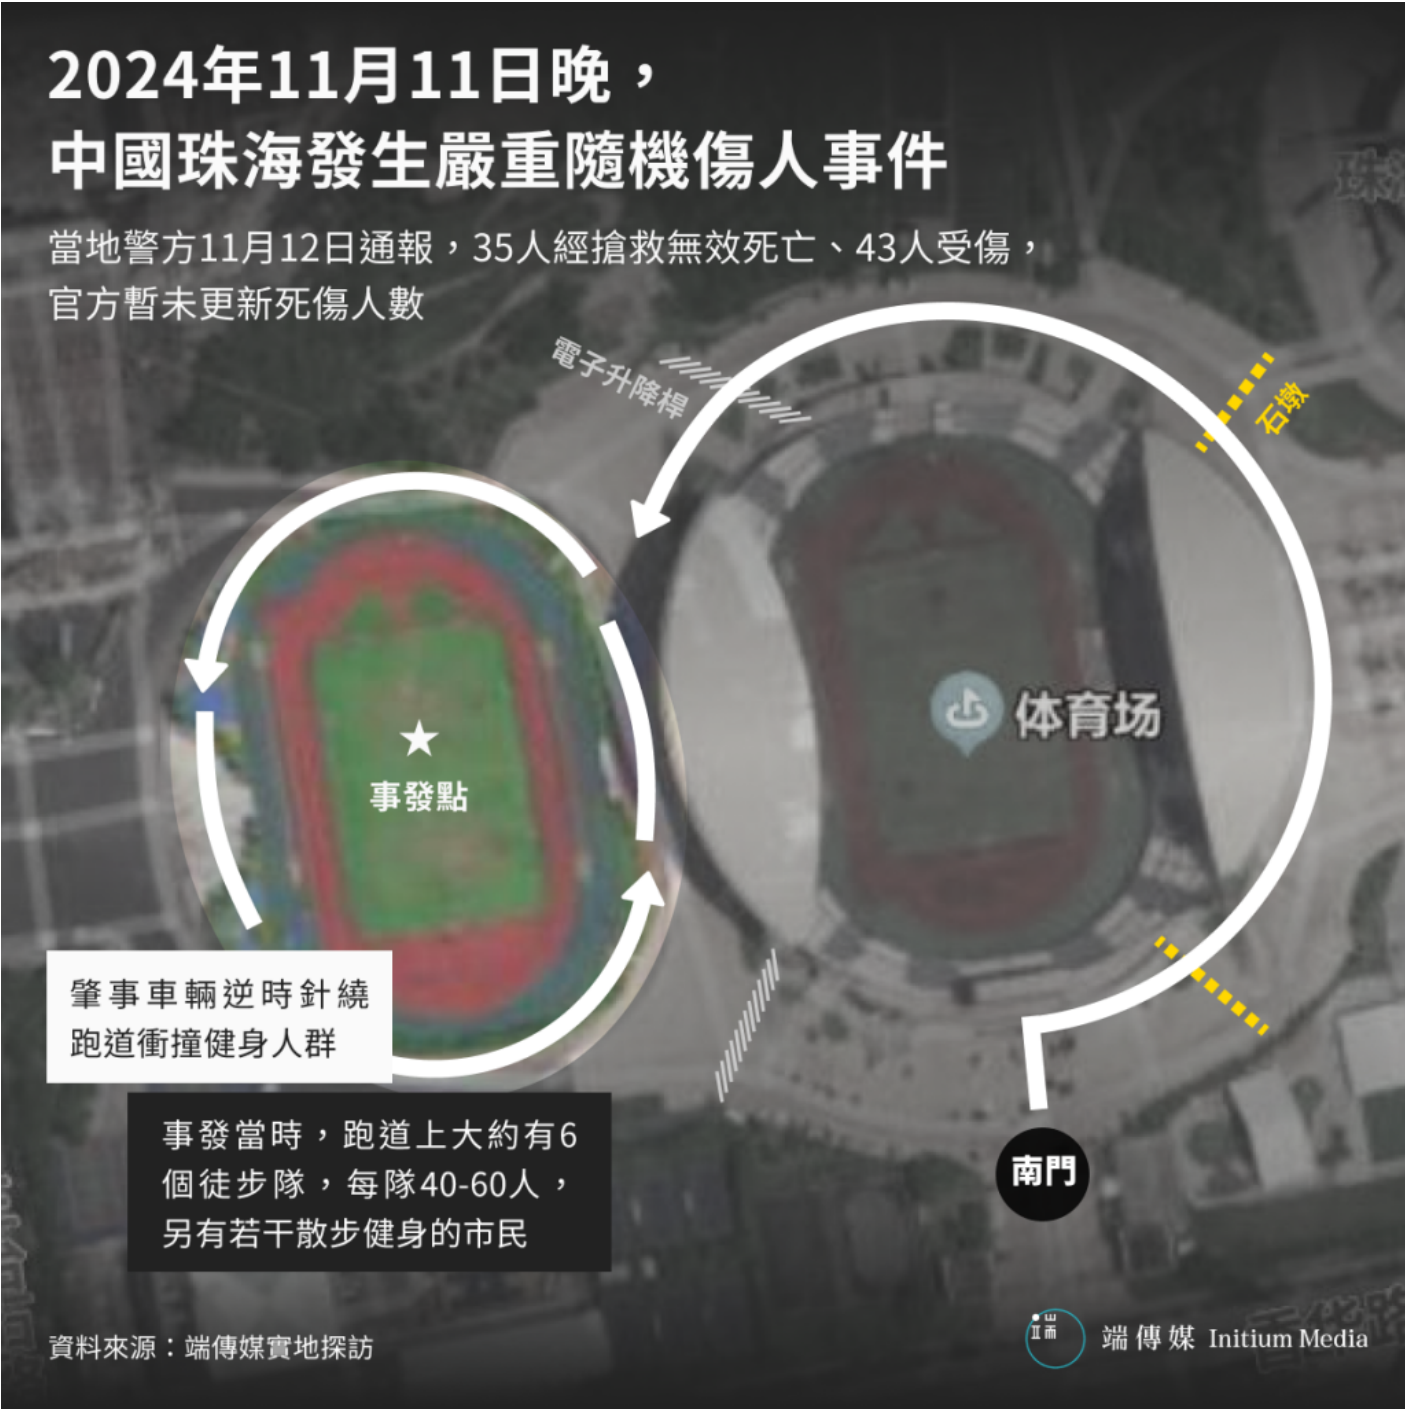 2024年11月11日晚，
中國珠海發生嚴重隨機傷人事件
當地警方11月12日通報，35人經搶救無效死亡、43人受傷，
官方暫未更新死傷人數
電子升降桿
石墩
体育场
事發點
肇事車輛逆時針繞
跑道衝撞健身人群
事發當時，跑道上大約有6
個徒步隊，每隊40-60人，
另有若干散步健身的市民
南門
資料來源：端傳媒實地探訪
端傳媒 Initium Media